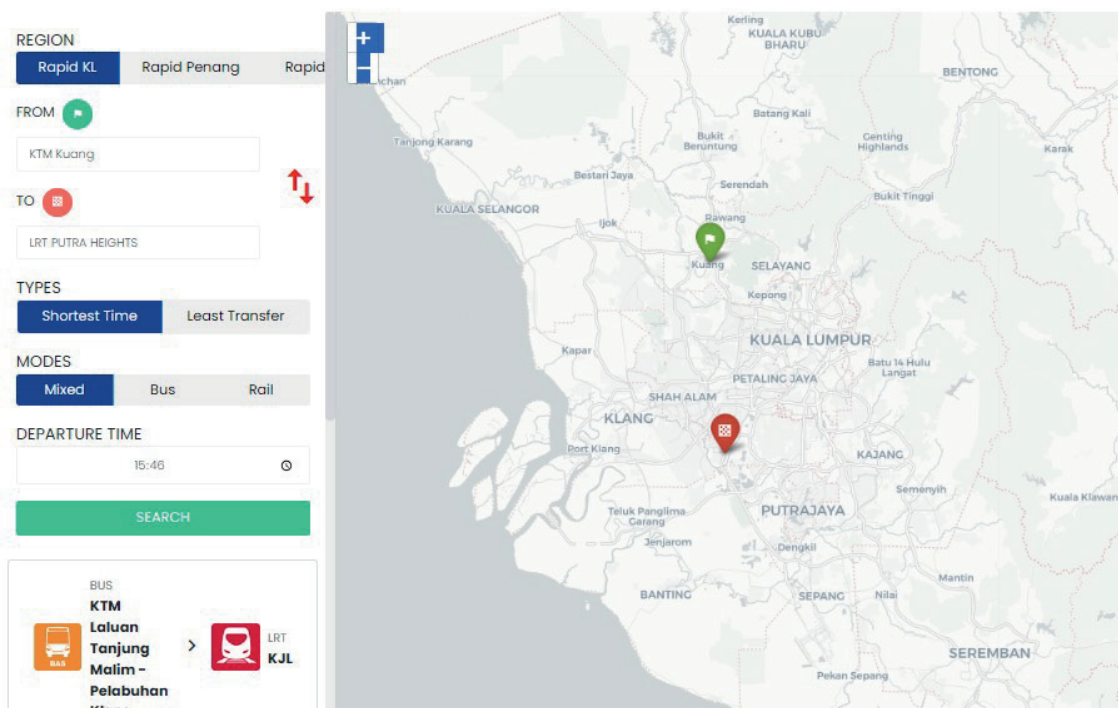 REGION
Rapid KL
Rapid Penang
Rapid
FROM
KTM Kuang
TO
LRT PUTRA HEIGHTS
TYPES
Shortest Time
Least Transfer
MODES
Mixed
Bus
Rail
DEPARTURE TIME
15:46
SEARCH
BUS
KTM
Laluan
Tanjung
Malim -
Pelabuhan
BAS
>
LRT
KJL
+
−
Kerling
KUALA KUBU
BHARU
BENTONG
chan
Batang Kali
Tanjong Karang
Bukit
Beruntung
Genting
Highlands
Karak
Bestari Jaya
Serendah
Bukit Tinggi
KUALA SELANGOR
Ijok
Rawang
Kuang
SELAYANG
Kepong
KUALA LUMPUR
Kapar
Batu 14 Hulu
Langat
PETALING JAYA
SHAH ALAM
KLANG
Port Klang
KAJANG
Semenyih
Kuala Klawan
Teluk Panglima
Garang
PUTRAJAYA
Jenjarom
Dengkil
Mantin
BANTING
SEPANG
Nilai
SEREMBAN
Pekan Sepang